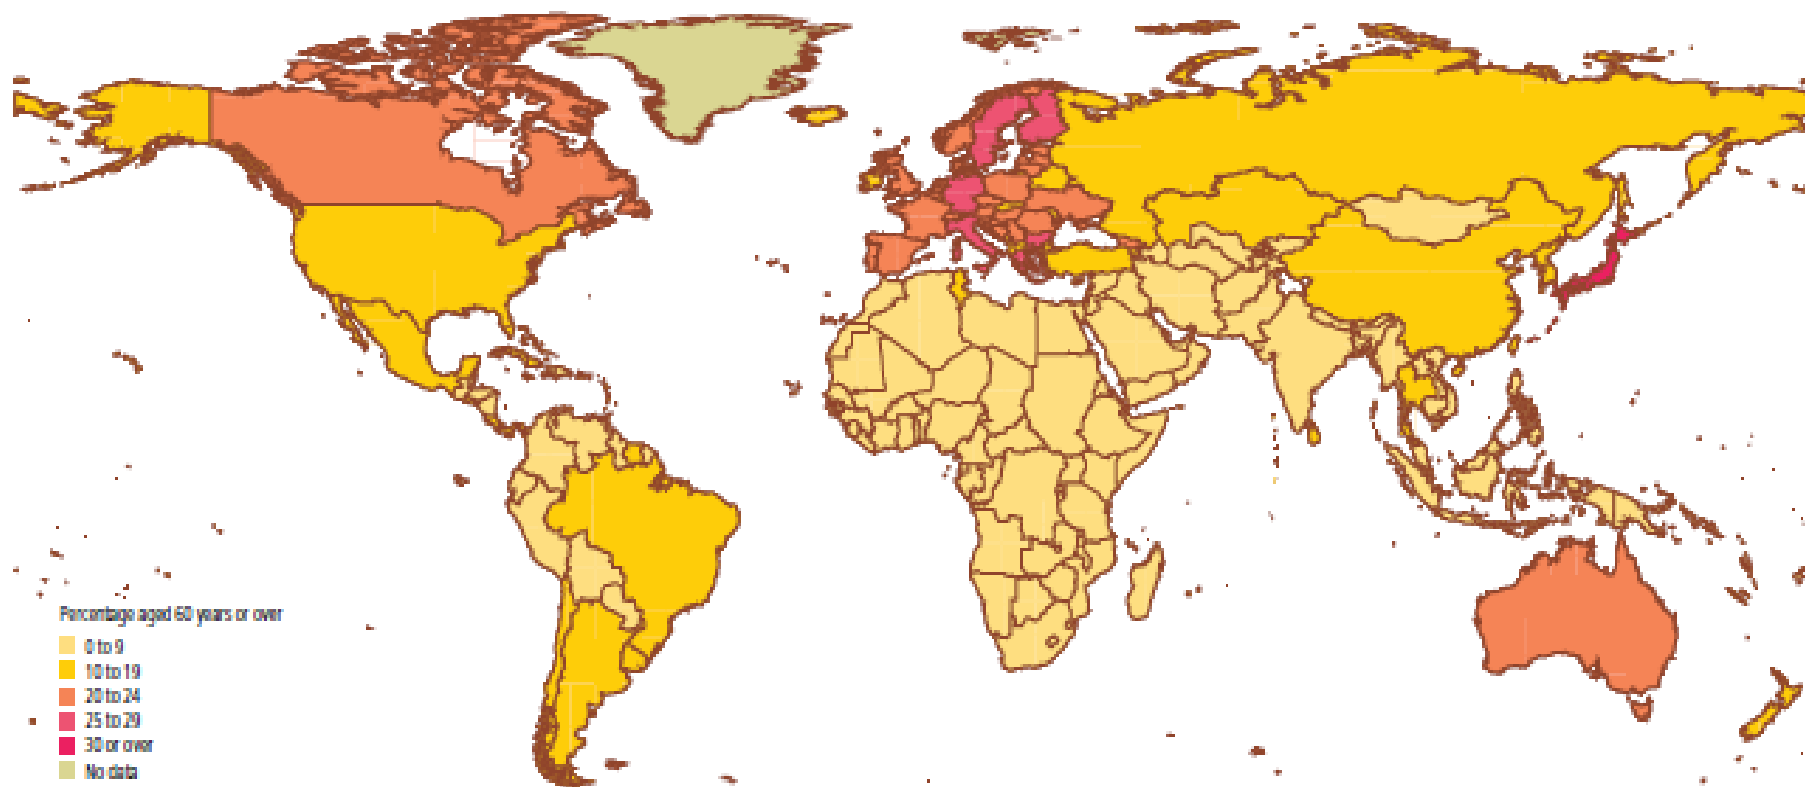 Percentage aged 60 years or over
0 to 9
10 to 19
20 to 24
25 to 29
30 or over
No data